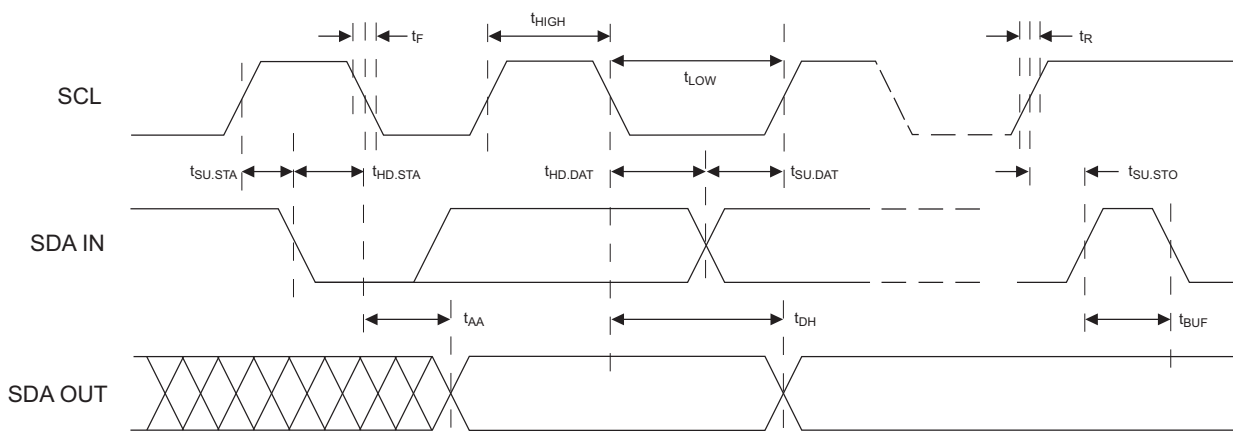 tHIGH
tF
tR
tLOW
SCL
tSU.STA
tHD.STA
tHD.DAT
tSU.DAT
tSU.STO
SDA IN
tAA
tDH
tBUF
SDA OUT